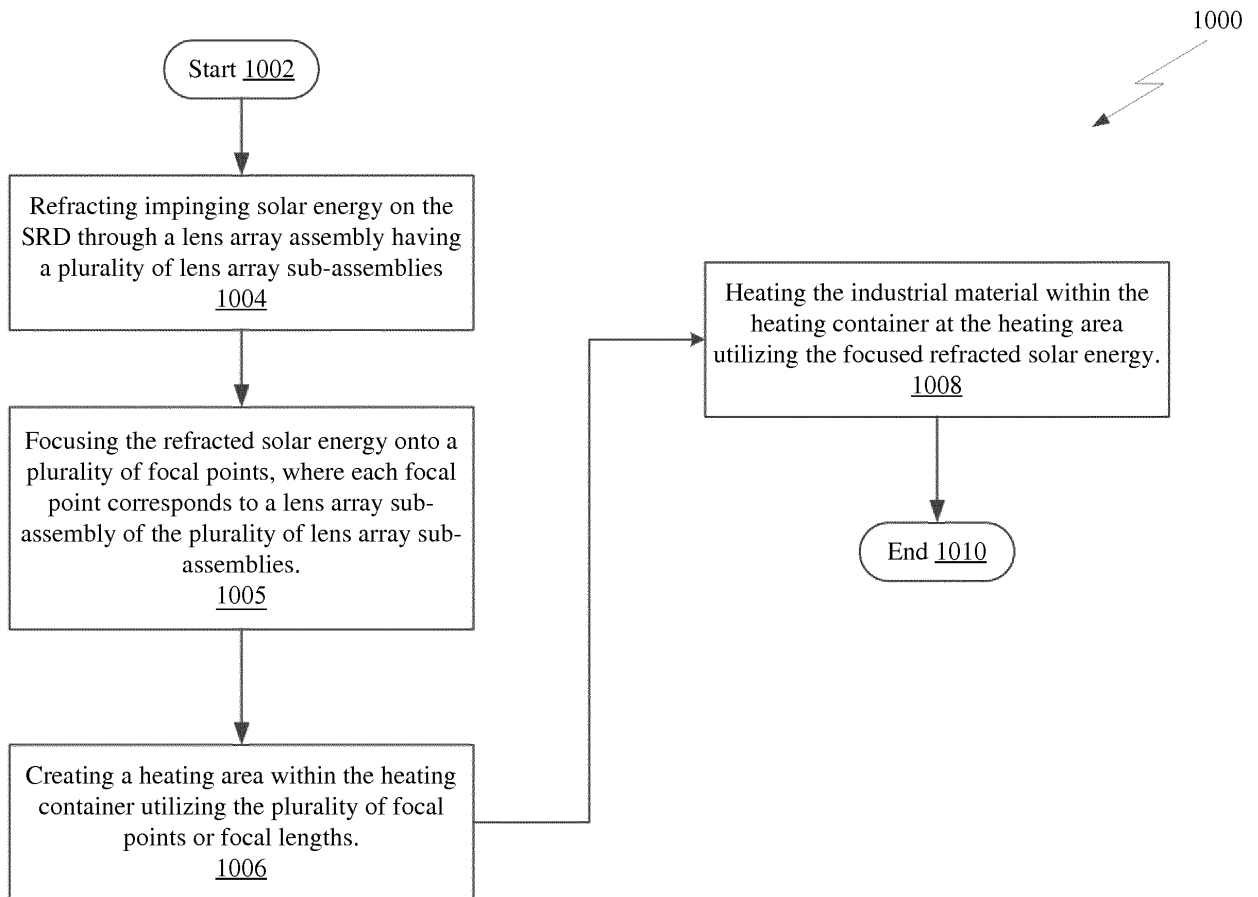 1000
Start 1002
Refracting impinging solar energy on the
SRD through a lens array assembly having
a plurality of lens array sub-assemblies
1004
Focusing the refracted solar energy onto a
plurality of focal points, where each focal
point corresponds to a lens array sub-
assembly of the plurality of lens array sub-
assemblies.
1005
Creating a heating area within the heating
container utilizing the plurality of focal
points or focal lengths.
1006
Heating the industrial material within the
heating container at the heating area
utilizing the focused refracted solar energy.
1008
End 1010